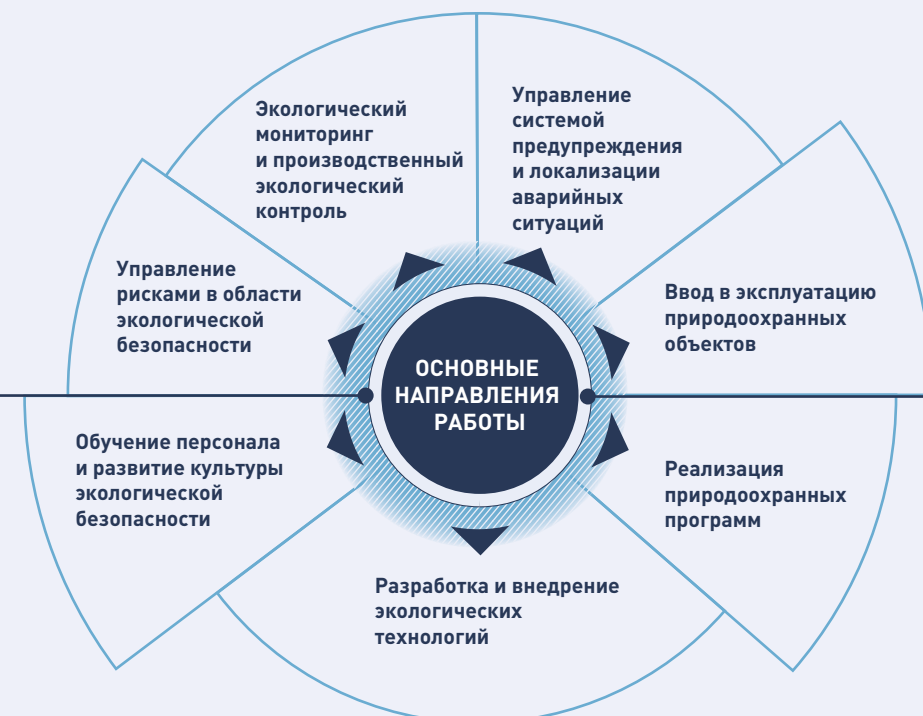 Экологический
мониторинг
и производственный
экологический
контроль
Управление
системой
предупреждения
и локализации
аварийных
ситуаций
Управление
рисками в области
экологической
безопасности
Ввод в эксплуатацию
природоохранных
объектов
ОСНОВНЫЕ
НАПРАВЛЕНИЯ
РАБОТЫ
Обучение персонала
и развитие культуры
экологической
безопасности
Реализация
природоохранных
программ
Разработка и внедрение
экологических
технологий